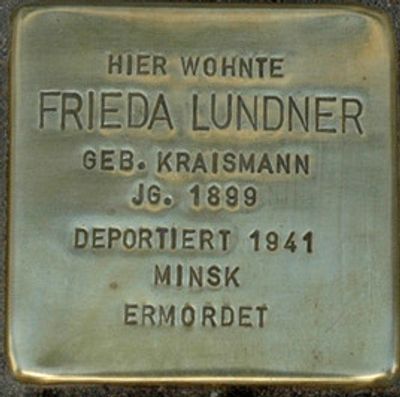 HIER WOHNTE
FRIEDA LUNDNER
GEB. KRAISMANN
JG. 1899
DEPORTIERT 1941
MINSK
ERMORDET